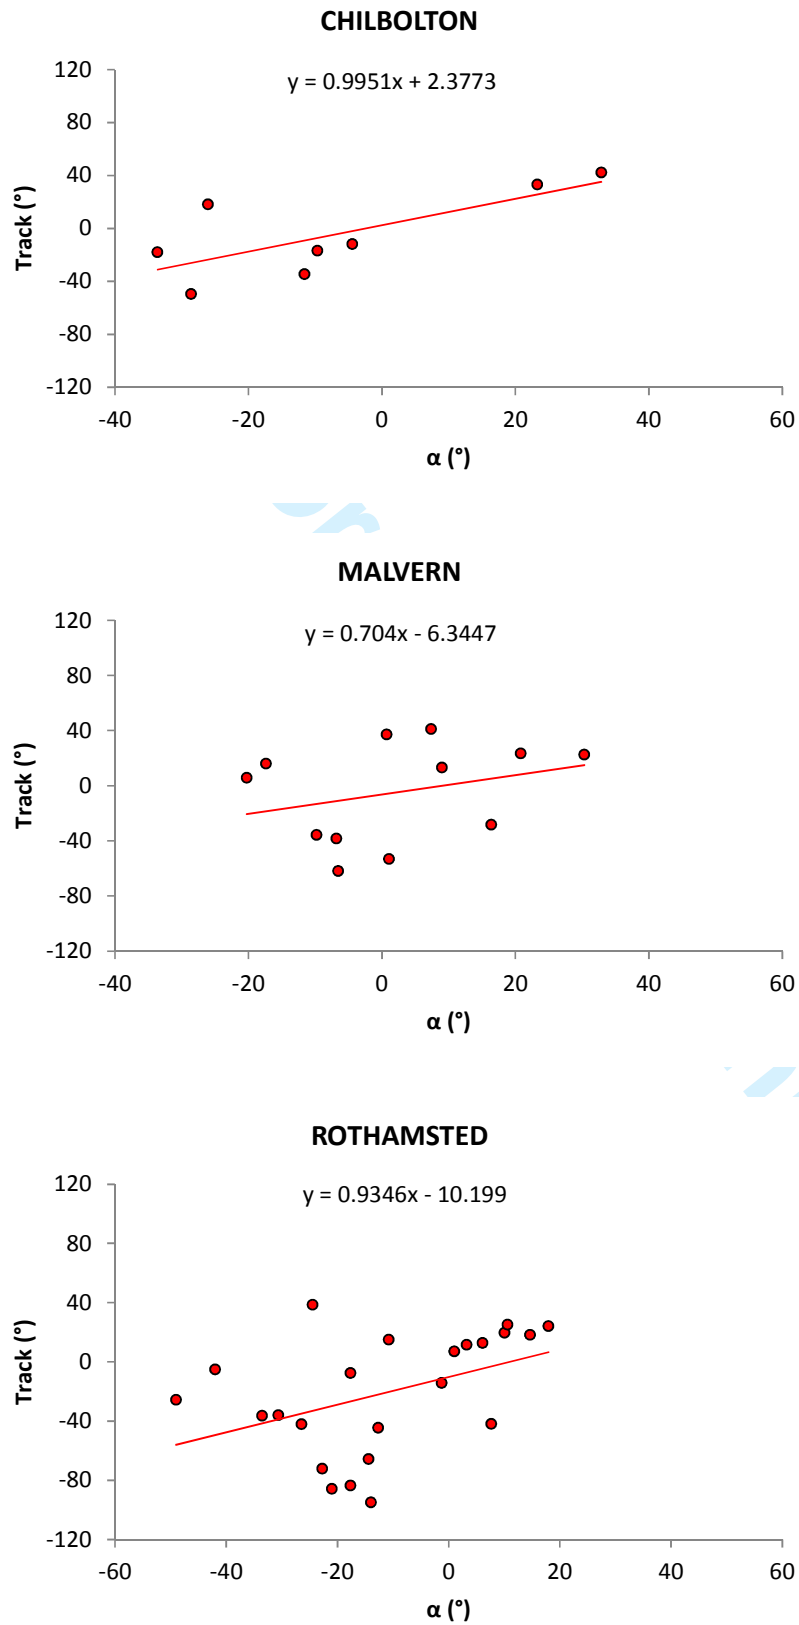 CHILBOLTON
y = 0.9951x + 2.3773
120
80
40
0
-40
-80
-120
Track (°)
-40 -20 0 20 40 60
α (°)
MALVERN
y = 0.704x - 6.3447
120
80
40
0
-40
-80
-120
Track (°)
-40 -20 0 20 40 60
α (°)
ROTHAMSTED
y = 0.9346x - 10.199
120
80
40
0
-40
-80
-120
Track (°)
-60 -40 -20 0 20 40 60
α (°)